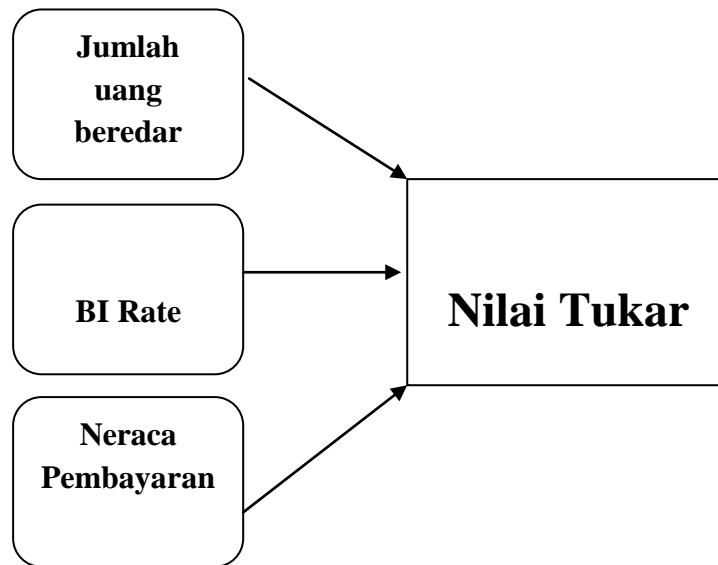 Jumlah
uang
beredar
BI Rate
Nilai Tukar
Neraca
Pembayaran